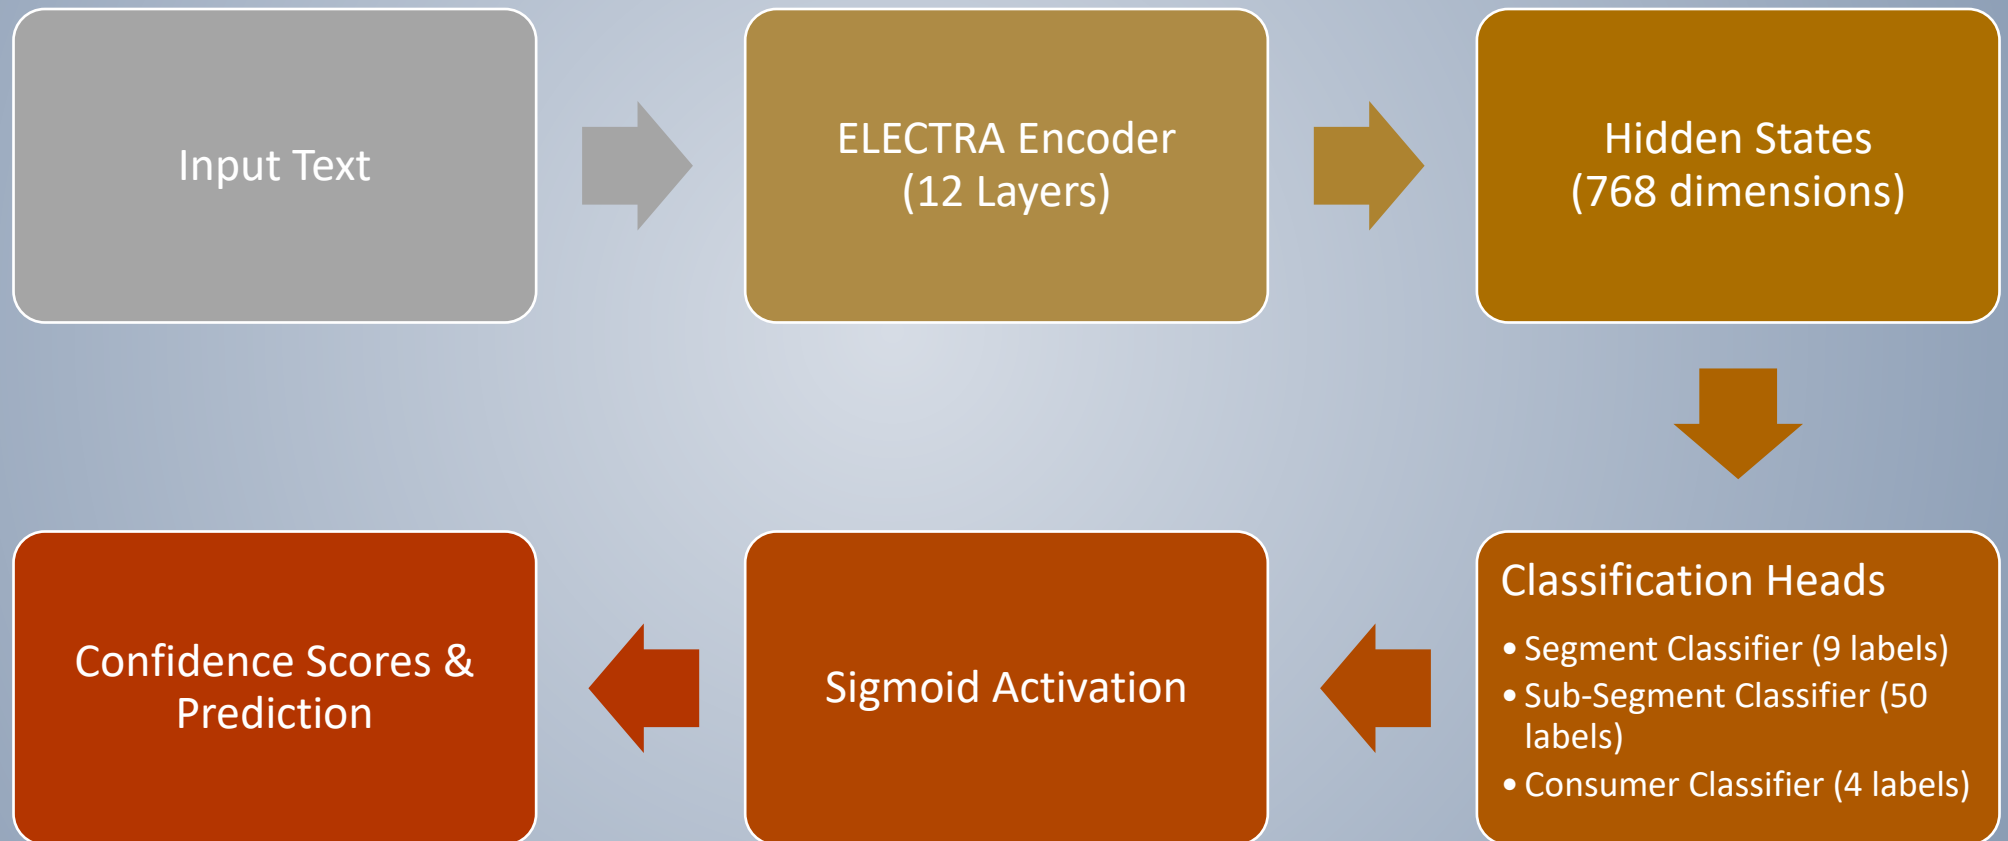 Input Text
ELECTRA Encoder
(12 Layers)
Hidden States
(768 dimensions)
Classification Heads
• Segment Classifier (9 labels)
• Sub-Segment Classifier (50
labels)
• Consumer Classifier (4 labels)
Sigmoid Activation
Confidence Scores &
Prediction